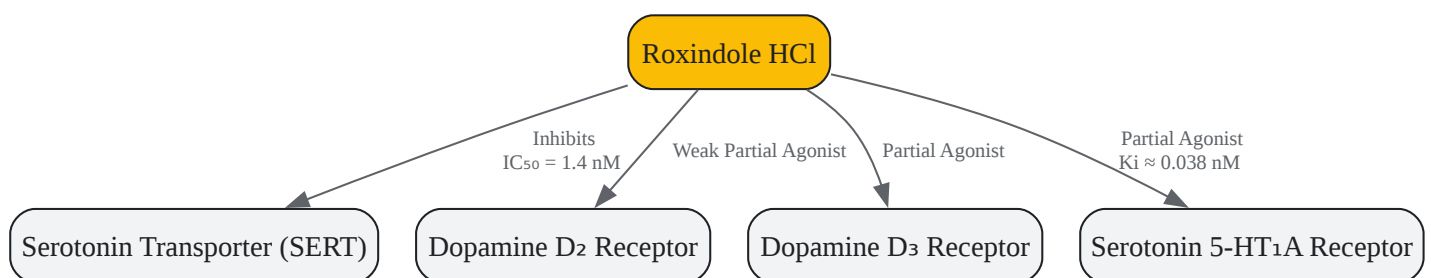 Roxindole HCl
Inhibits
IC₅₀ = 1.4 nM
Weak Partial Agonist
Partial Agonist
Partial Agonist
Ki ≈ 0.038 nM
Serotonin Transporter (SERT)
Dopamine D₂ Receptor
Dopamine D₃ Receptor
Serotonin 5-HT₁A Receptor